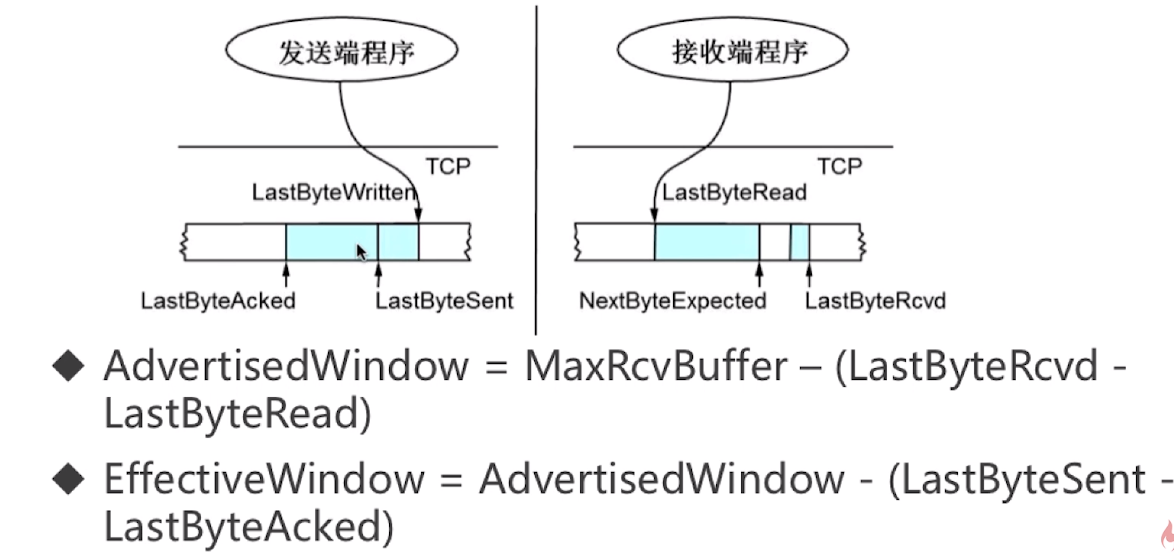 发送端程序
接收端程序
TCP
TCP
LastByteWritten
LastByteRead
LastByteAcked
LastByteSent
NextByteExpected
LastByteRcvd
◆ AdvertisedWindow = MaxRcvBuffer – (LastByteRcvd -
LastByteRead)
◆ EffectiveWindow = AdvertisedWindow - (LastByteSent -
LastByteAcked)